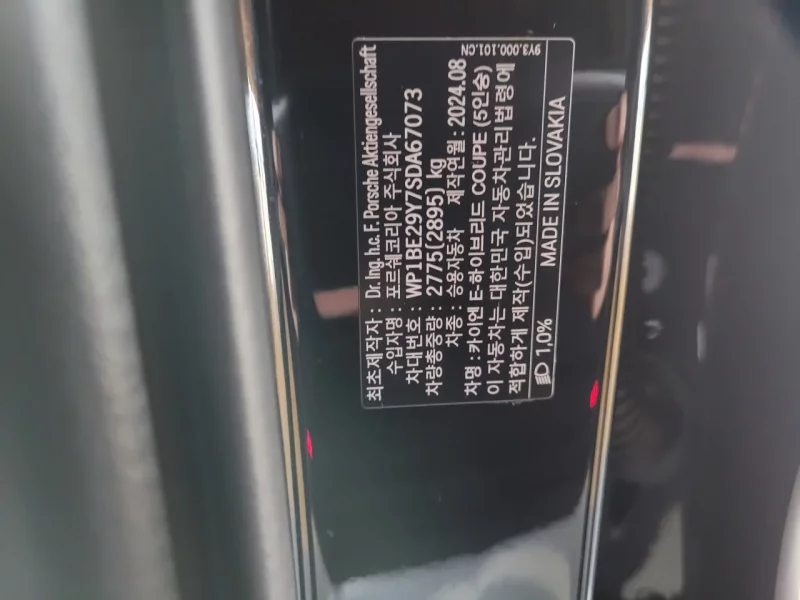 최초제작자 : Dr. Ing. h.c. F. Porsche Aktiengesellschaft
수입자명 : 포르쉐코리아 주식회사
차대번호 : WP1BE29Y7SDA67073
차량총중량 : 2775(2895) kg
차종 : 승용자동차 제작연월 : 2024.08
차명 : 카이엔 E-하이브리드 COUPE (5인승)
이 자동차는 대한민국 자동차관리법령에
적합하게 제작(수입)되었습니다.
1,0% MADE IN SLOVAKIA
9Y3.000.101.CN